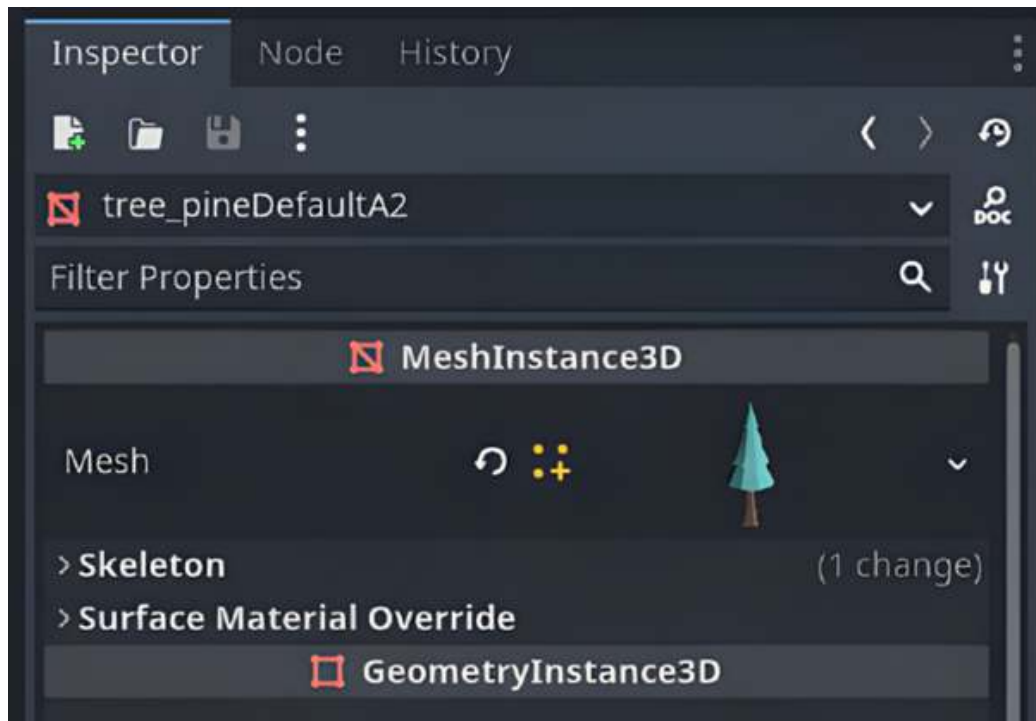 Inspector Node History
tree_pineDefaultA2
DOC
Filter Properties
MeshInstance3D
Mesh
Skeleton (1 change)
Surface Material Override
GeometryInstance3D